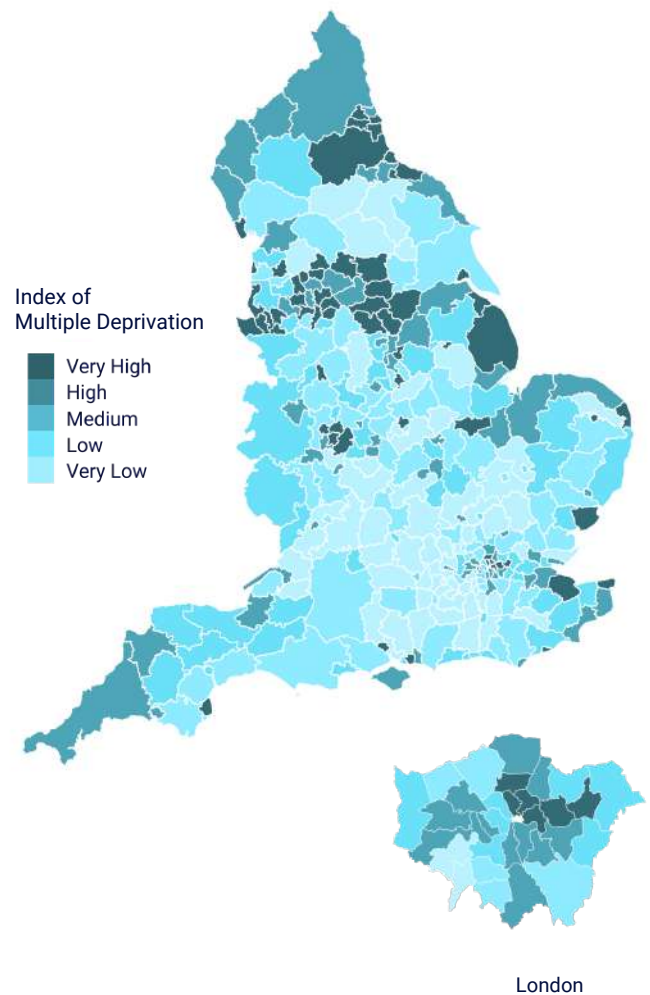 Index of
Multiple Deprivation
Very High
High
Medium
Low
Very Low
London